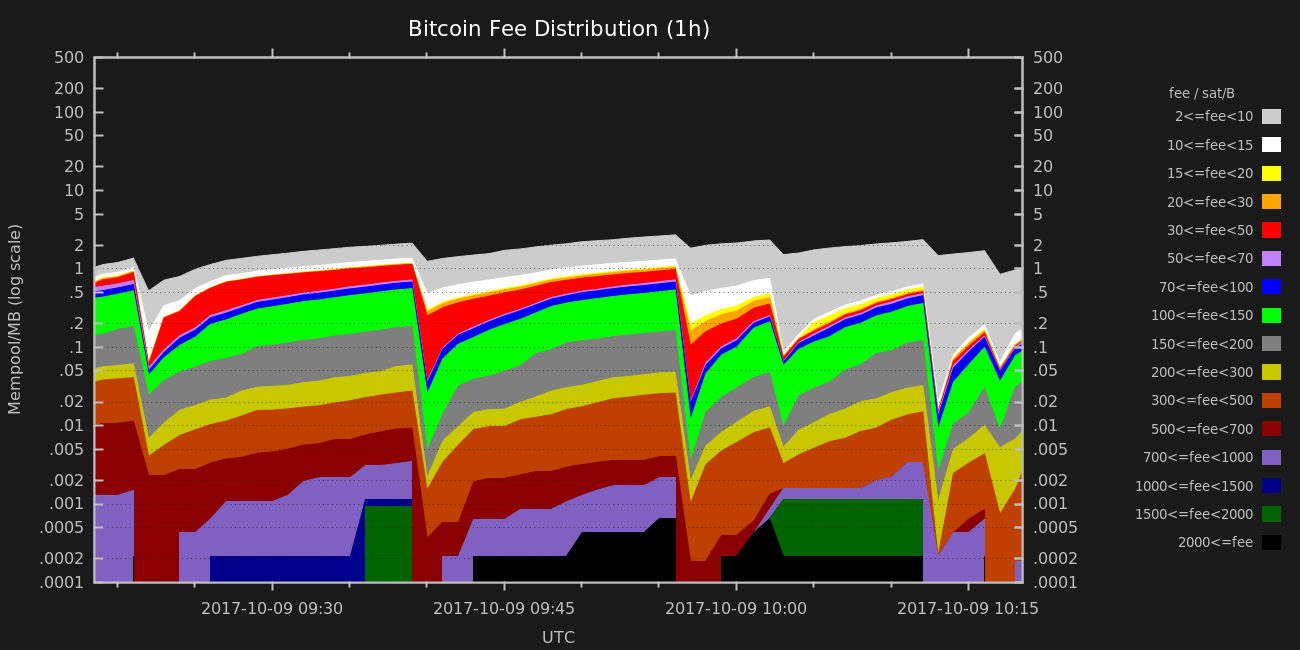 Bitcoin Fee Distribution (1h)
Mempool/MB (log scale)
500
200
100
50
20
10
5
2
1
.5
.2
.1
.05
.02
.01
.005
.002
.001
.0005
.0002
.0001
500
200
100
50
20
10
5
2
1
.5
.2
.1
.05
.02
.01
.005
.002
.001
.0005
.0002
.0001
2017-10-09 09:30 2017-10-09 09:45 2017-10-09 10:00 2017-10-09 10:15
UTC
fee / sat/B
2<=fee<10
10<=fee<15
15<=fee<20
20<=fee<30
30<=fee<50
50<=fee<70
70<=fee<100
100<=fee<150
150<=fee<200
200<=fee<300
300<=fee<500
500<=fee<700
700<=fee<1000
1000<=fee<1500
1500<=fee<2000
2000<=fee